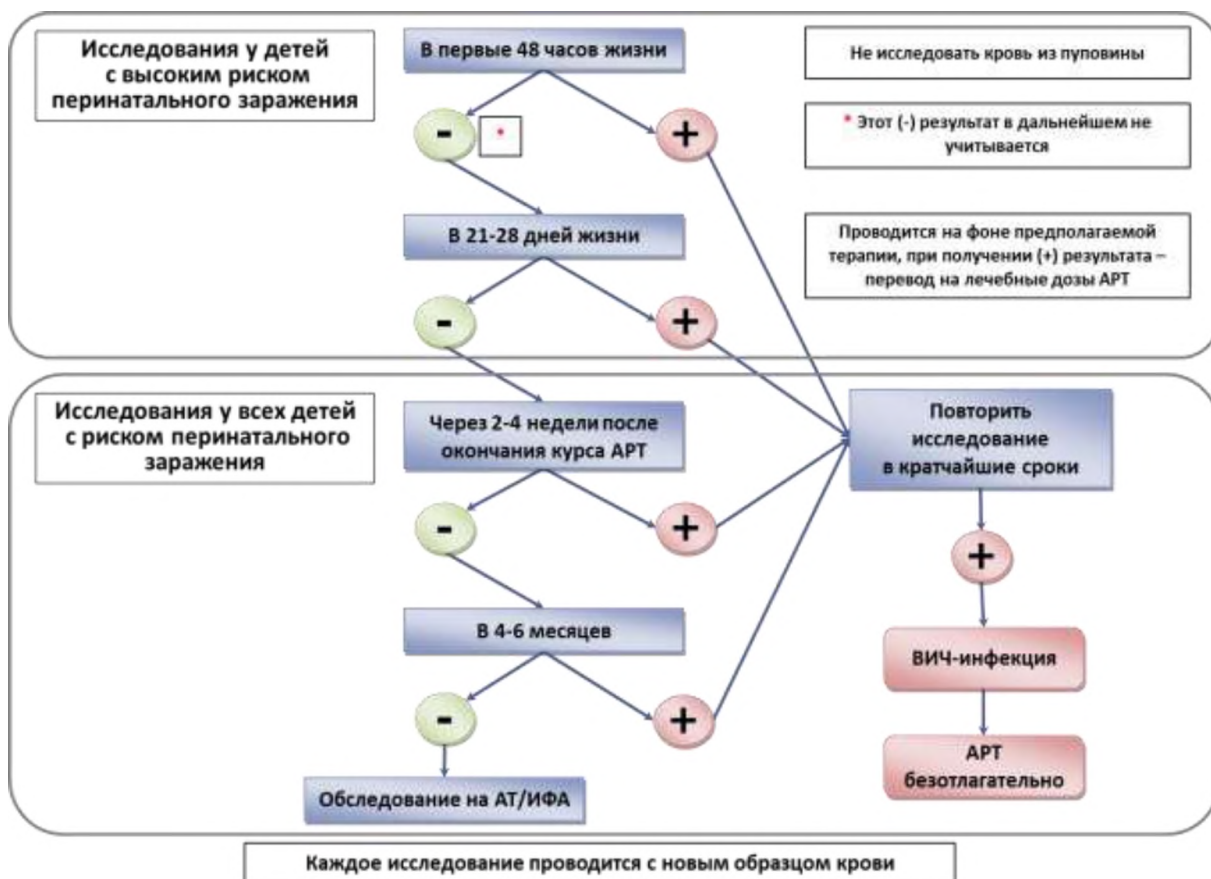 Исследования у детей
с высоким риском
перинатального заражения
В первые 48 часов жизни
Не исследовать кровь из пуповины
-
*
+
* Этот (-) результат в дальнейшем не
учитывается
В 21-28 дней жизни
Проводится на фоне предполагаемой
терапии, при получении (+) результата –
перевод на лечебные дозы АРТ
-
+
Исследования у всех детей
с риском перинатального
заражения
Через 2-4 недели после
окончания курса АРТ
Повторить
исследование
в кратчайшие сроки
-
+
+
В 4-6 месяцев
ВИЧ-инфекция
-
+
АРТ
безотлагательно
Обследование на АТ/ИФА
Каждое исследование проводится с новым образцом крови